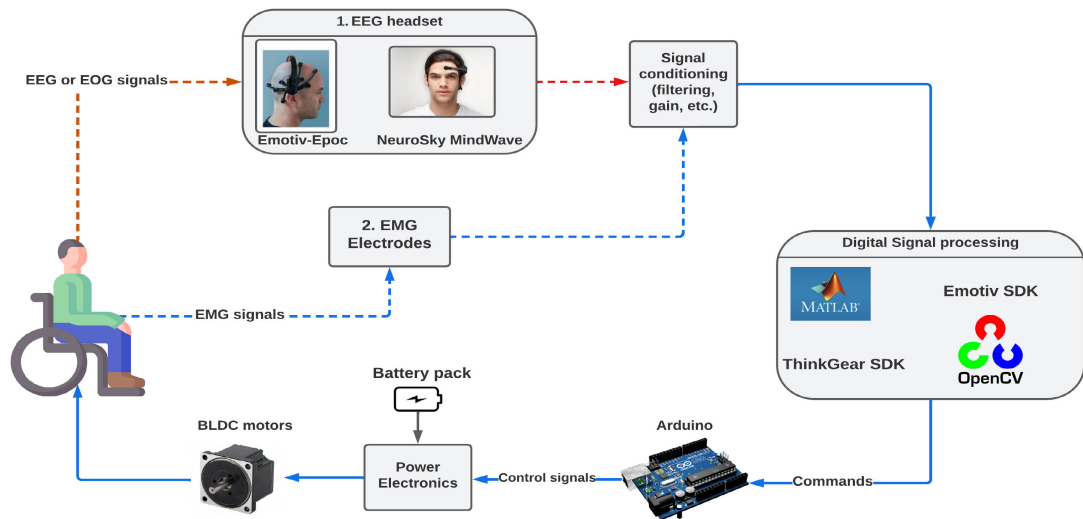 1. EEG headset
EEG or EOG signals
Emotiv-Epoc
NeuroSky MindWave
Signal
conditioning
(filtering,
gain, etc.)
2. EMG
Electrodes
EMG signals
Digital Signal processing
MATLAB
Emotiv SDK
ThinkGear SDK
OpenCV
Battery pack
BLDC motors
Power
Electronics
Control signals
Arduino
Commands